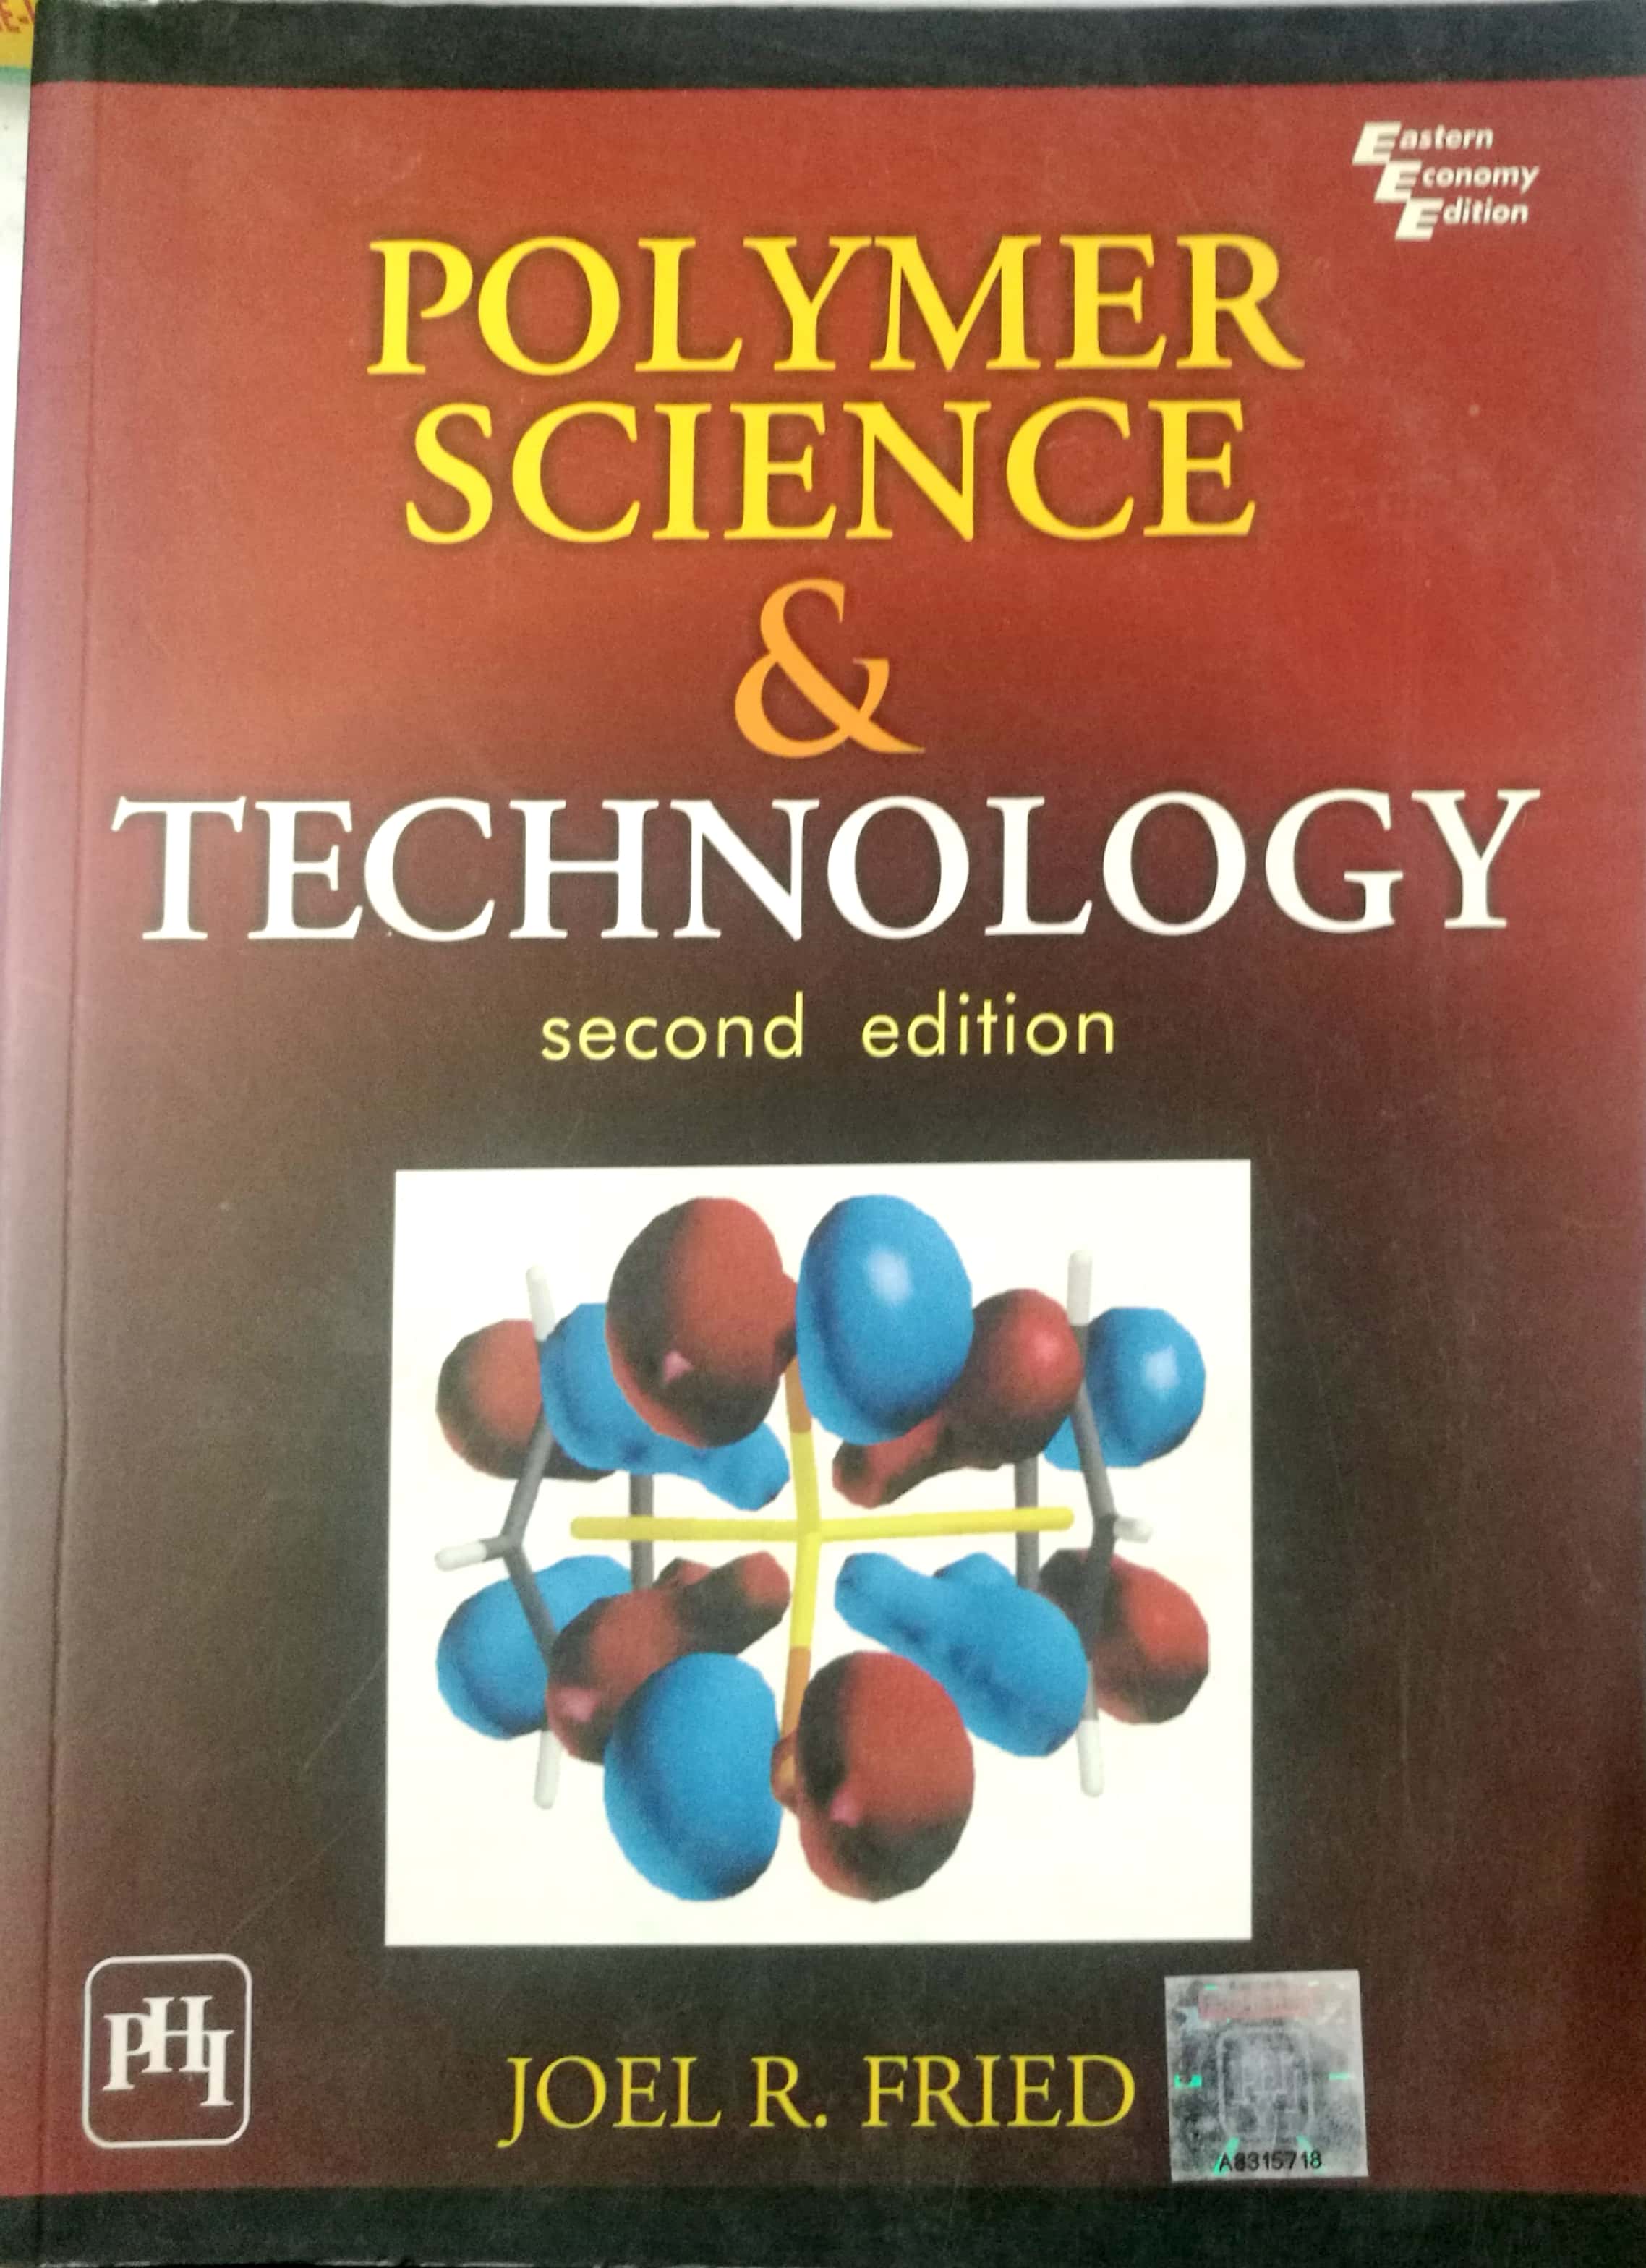 Eastern
Economy
Edition
POLYMER
SCIENCE
&
TECHNOLOGY
second edition
PHI
JOEL R. FRIED
A8315718